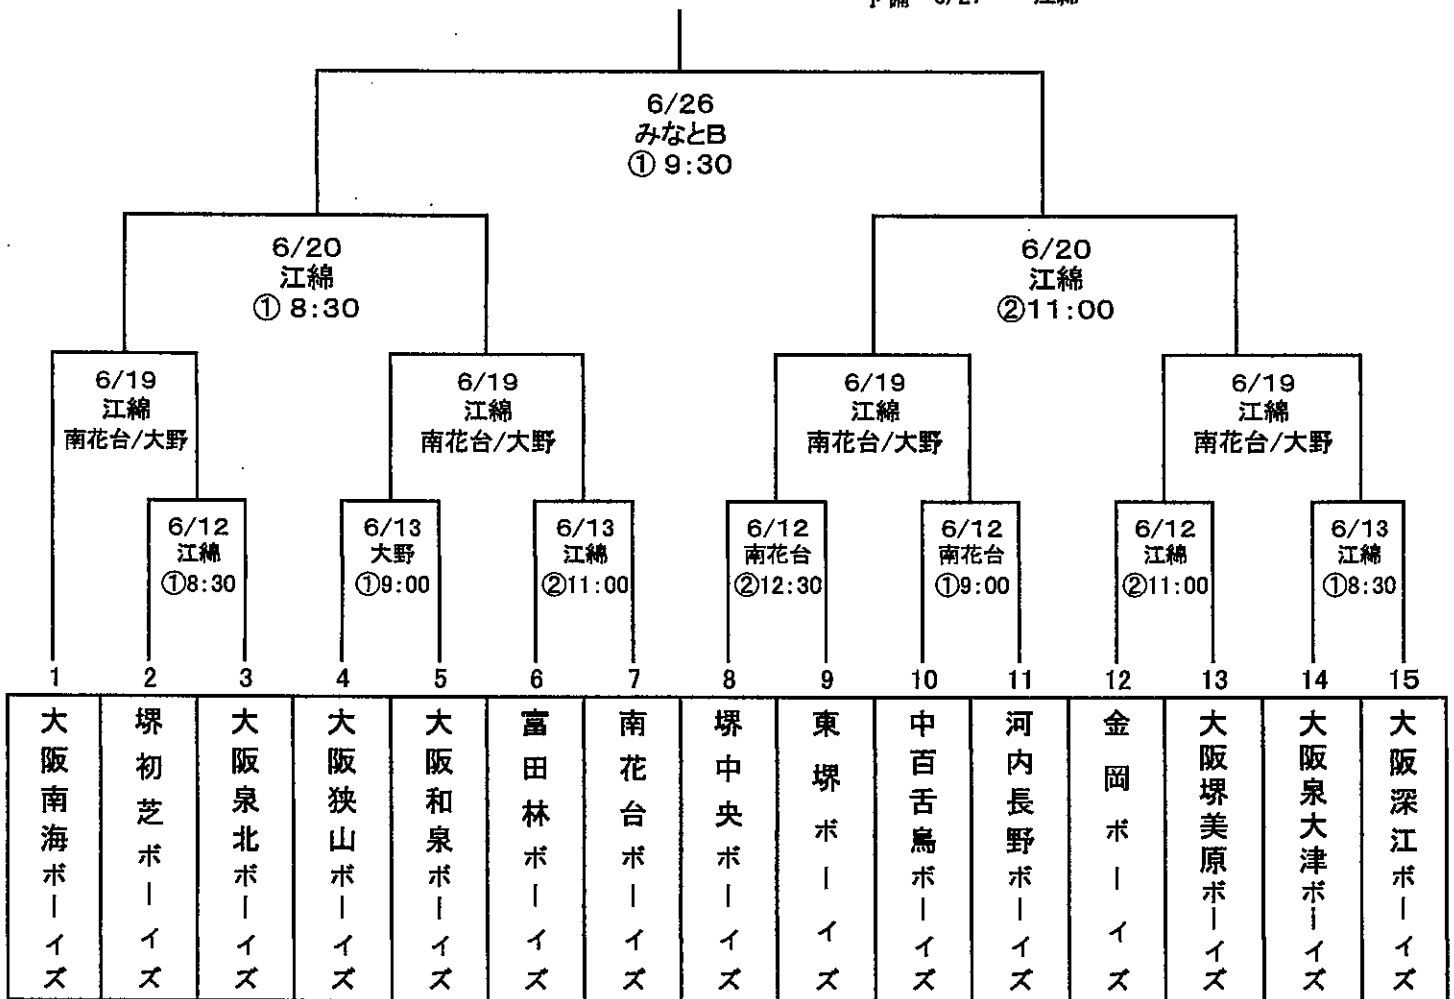 6/26
みなとB
① 9:30
6/20
江綿
① 8:30
6/20
江綿
②11:00
6/19
江綿
南花台/大野
6/19
江綿
南花台/大野
6/19
江綿
南花台/大野
6/19
江綿
南花台/大野
6/12
江綿
①8:30
6/13
大野
①9:00
6/13
江綿
②11:00
6/12
南花台
②12:30
6/12
南花台
①9:00
6/12
江綿
②11:00
6/13
江綿
①8:30
1
2
3
4
5
6
7
8
9
10
11
12
13
14
15
大阪南海ボーイズ
堺初芝ボーイズ
大阪泉北ボーイズ
大阪狭山ボーイズ
大阪和泉ボーイズ
富田林ボーイズ
南花台ボーイズ
堺中央ボーイズ
東堺ボーイズ
中百舌鳥ボーイズ
河内長野ボーイズ
金岡ボーイズ
大阪堺美原ボーイズ
大阪泉大津ボーイズ
大阪深江ボーイズ